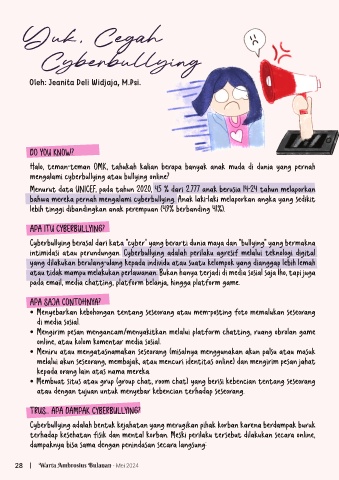 Yuk, Cegah
Cyberbullying
Oleh: Jeanita Deli Widjaja, M.Psi.
DO YOU KNOW!?
Halo, teman-teman OMK, tahukah kalian berapa banyak anak muda di dunia yang pernah
mengalami cyberbullying atau bullying online?
Menurut data UNICEF, pada tahun 2020, 45 % dari 2.777 anak berusia 14-24 tahun melaporkan
bahwa mereka pernah mengalami cyberbullying. Anak laki-laki melaporkan angka yang sedikit
lebih tinggi dibandingkan anak perempuan (49% berbanding 41%).
APA ITU CYBERBULLYING?
Cyberbullying berasal dari kata "cyber" yang berarti dunia maya dan "bullying" yang bermakna
intimidasi atau perundungan. Cyberbullying adalah perilaku agresif melalui teknologi digital
yang dilakukan berulang-ulang kepada individu atau suatu kelompok yang dianggap lebih lemah
atau tidak mampu melakukan perlawanan. Bukan hanya terjadi di media sosial saja lho, tapi juga
pada email, media chatting, platform belanja, hingga platform game.
APA SAJA CONTOHNYA?
• Menyebarkan kebohongan tentang seseorang atau mem-posting foto memalukan seseorang
di media sosial.
• Mengirim pesan mengancam/menyakitkan melalui platform chatting, ruang obrolan game
online, atau kolom komentar media sosial.
• Meniru atau mengatasnamakan seseorang (misalnya menggunakan akun palsu atau masuk
melalui akun seseorang, membajak, atau mencuri identitas online) dan mengirim pesan jahat
kepada orang lain atas nama mereka.
• Membuat situs atau grup (group chat, room chat) yang berisi kebencian tentang seseorang
atau dengan tujuan untuk menyebar kebencian terhadap seseorang.
TRUS.. APA DAMPAK CYBERBULLYING?
Cyberbullying adalah bentuk kejahatan yang merugikan pihak korban karena berdampak buruk
terhadap kesehatan fisik dan mental korban. Meski perilaku tersebut dilakukan secara online,
dampaknya bisa sama dengan penindasan secara langsung.
28 | Warta Ambrosius Bulanan - Mei 2024